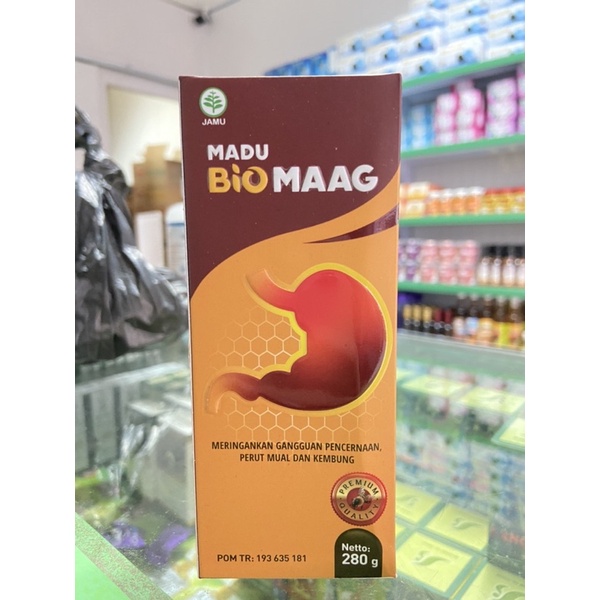 JAMU
MADU
BiO MAAG
MERINGANKAN GANGGUAN PENCERNAAN,
PERUT MUAL DAN KEMBUNG
PREMIUM
QUALITY
POM TR: 193 635 181
Netto:
280 g